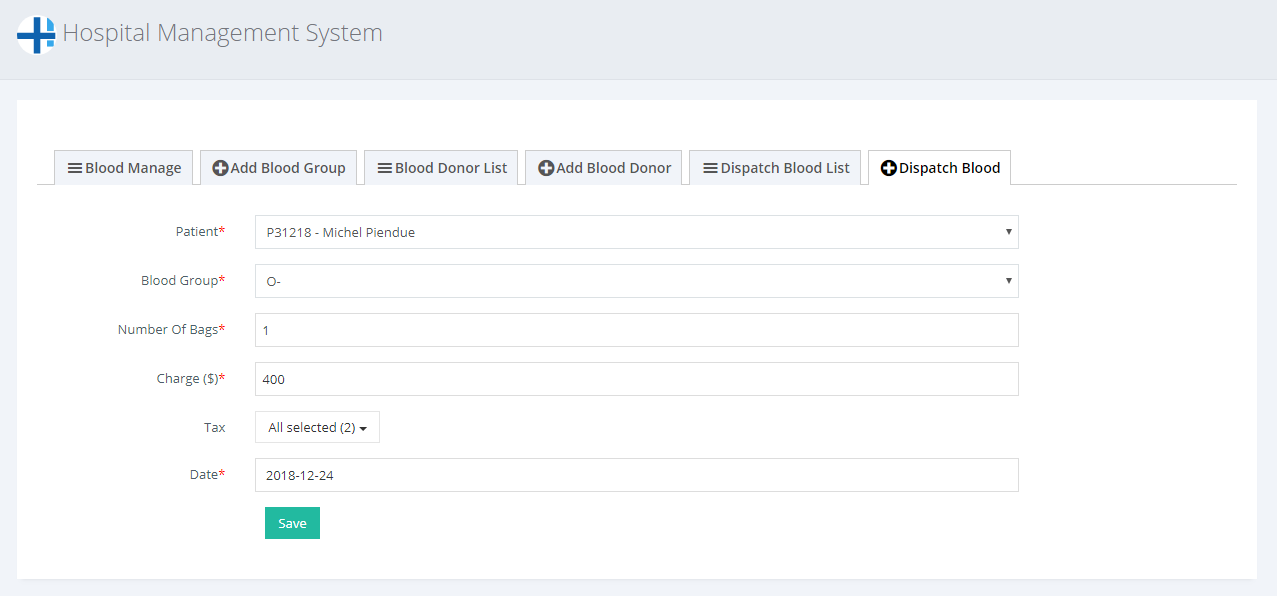 Hospital Management System
Blood Manage Add Blood Group Blood Donor List Add Blood Donor Dispatch Blood List Dispatch Blood
Patient* P31218 - Michel Piendue
Blood Group* O-
Number Of Bags* 1
Charge ($)* 400
Tax All selected (2)
Date* 2018-12-24
Save